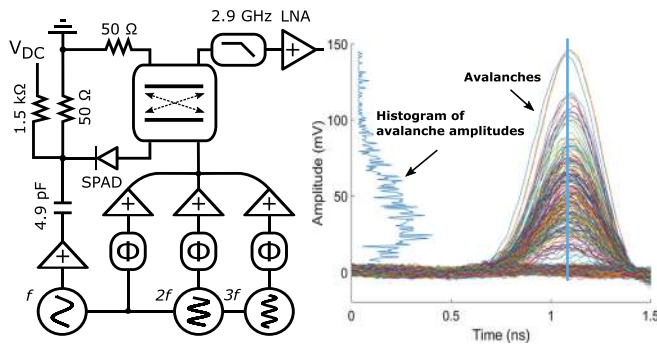 50 Ω
2.9 GHz LNA
V_DC
1.5 kΩ
50 Ω
SPAD
4.9 pF
Φ
Φ
Φ
f
2f
3f
150
100
50
0
Amplitude (mV)
Avalanches
Histogram of
avalanche amplitudes
0
0.5
1
1.5
Time (ns)